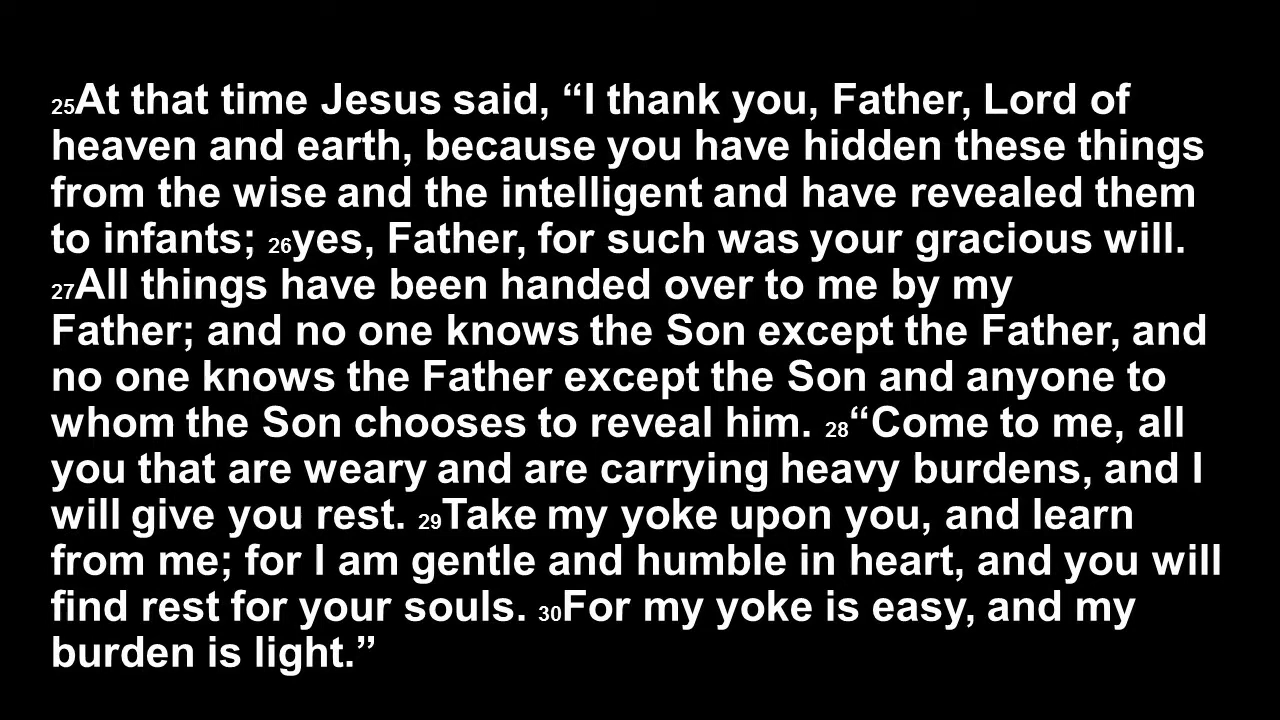 25At that time Jesus said, “I thank you, Father, Lord of
heaven and earth, because you have hidden these things
from the wise and the intelligent and have revealed them
to infants; 26yes, Father, for such was your gracious will.
27All things have been handed over to me by my
Father; and no one knows the Son except the Father, and
no one knows the Father except the Son and anyone to
whom the Son chooses to reveal him. 28“Come to me, all
you that are weary and are carrying heavy burdens, and I
will give you rest. 29Take my yoke upon you, and learn
from me; for I am gentle and humble in heart, and you will
find rest for your souls. 30For my yoke is easy, and my
burden is light.”